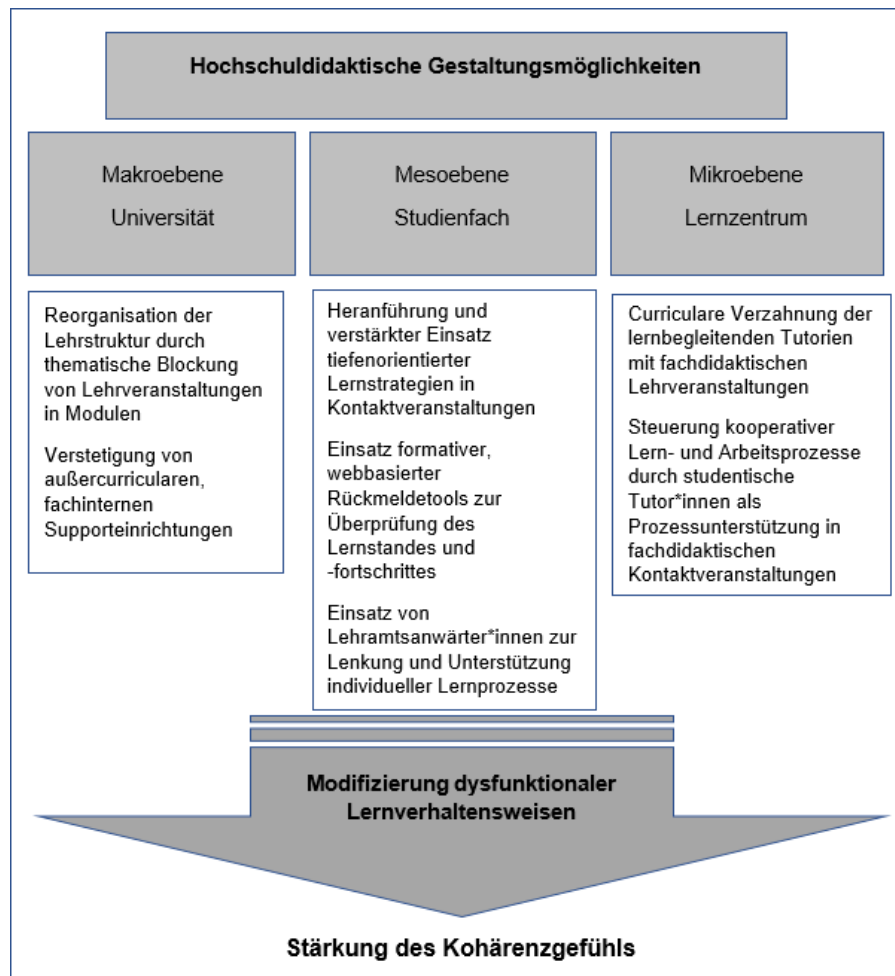 Hochschuldidaktische Gestaltungsmöglichkeiten
Makroebene
Universität
Mesoebene
Studienfach
Mikroebene
Lernzentrum
Reorganisation der
Lehrstruktur durch
thematische Blockung
von Lehrveranstaltungen
in Modulen
Verstetigung von
außercurricularen,
fachinternen
Supporteinrichtungen
Heranführung und
verstärkter Einsatz
tiefenorientierter
Lernstrategien in
Kontaktveranstaltungen
Einsatz formativer,
webbasierter
Rückmeldetools zur
Überprüfung des
Lernstandes und
-fortschrittes
Einsatz von
Lehramtsanwärter*innen zur
Lenkung und Unterstützung
individueller Lernprozesse
Curriculare Verzahnung der
lernbegleitenden Tutorien
mit fachdidaktischen
Lehrveranstaltungen
Steuerung kooperativer
Lern- und Arbeitsprozesse
durch studentische
Tutor*innen als
Prozessunterstützung in
fachdidaktischen
Kontaktveranstaltungen
Modifizierung dysfunktionaler
Lernverhaltensweisen
Stärkung des Kohärenzgefühls